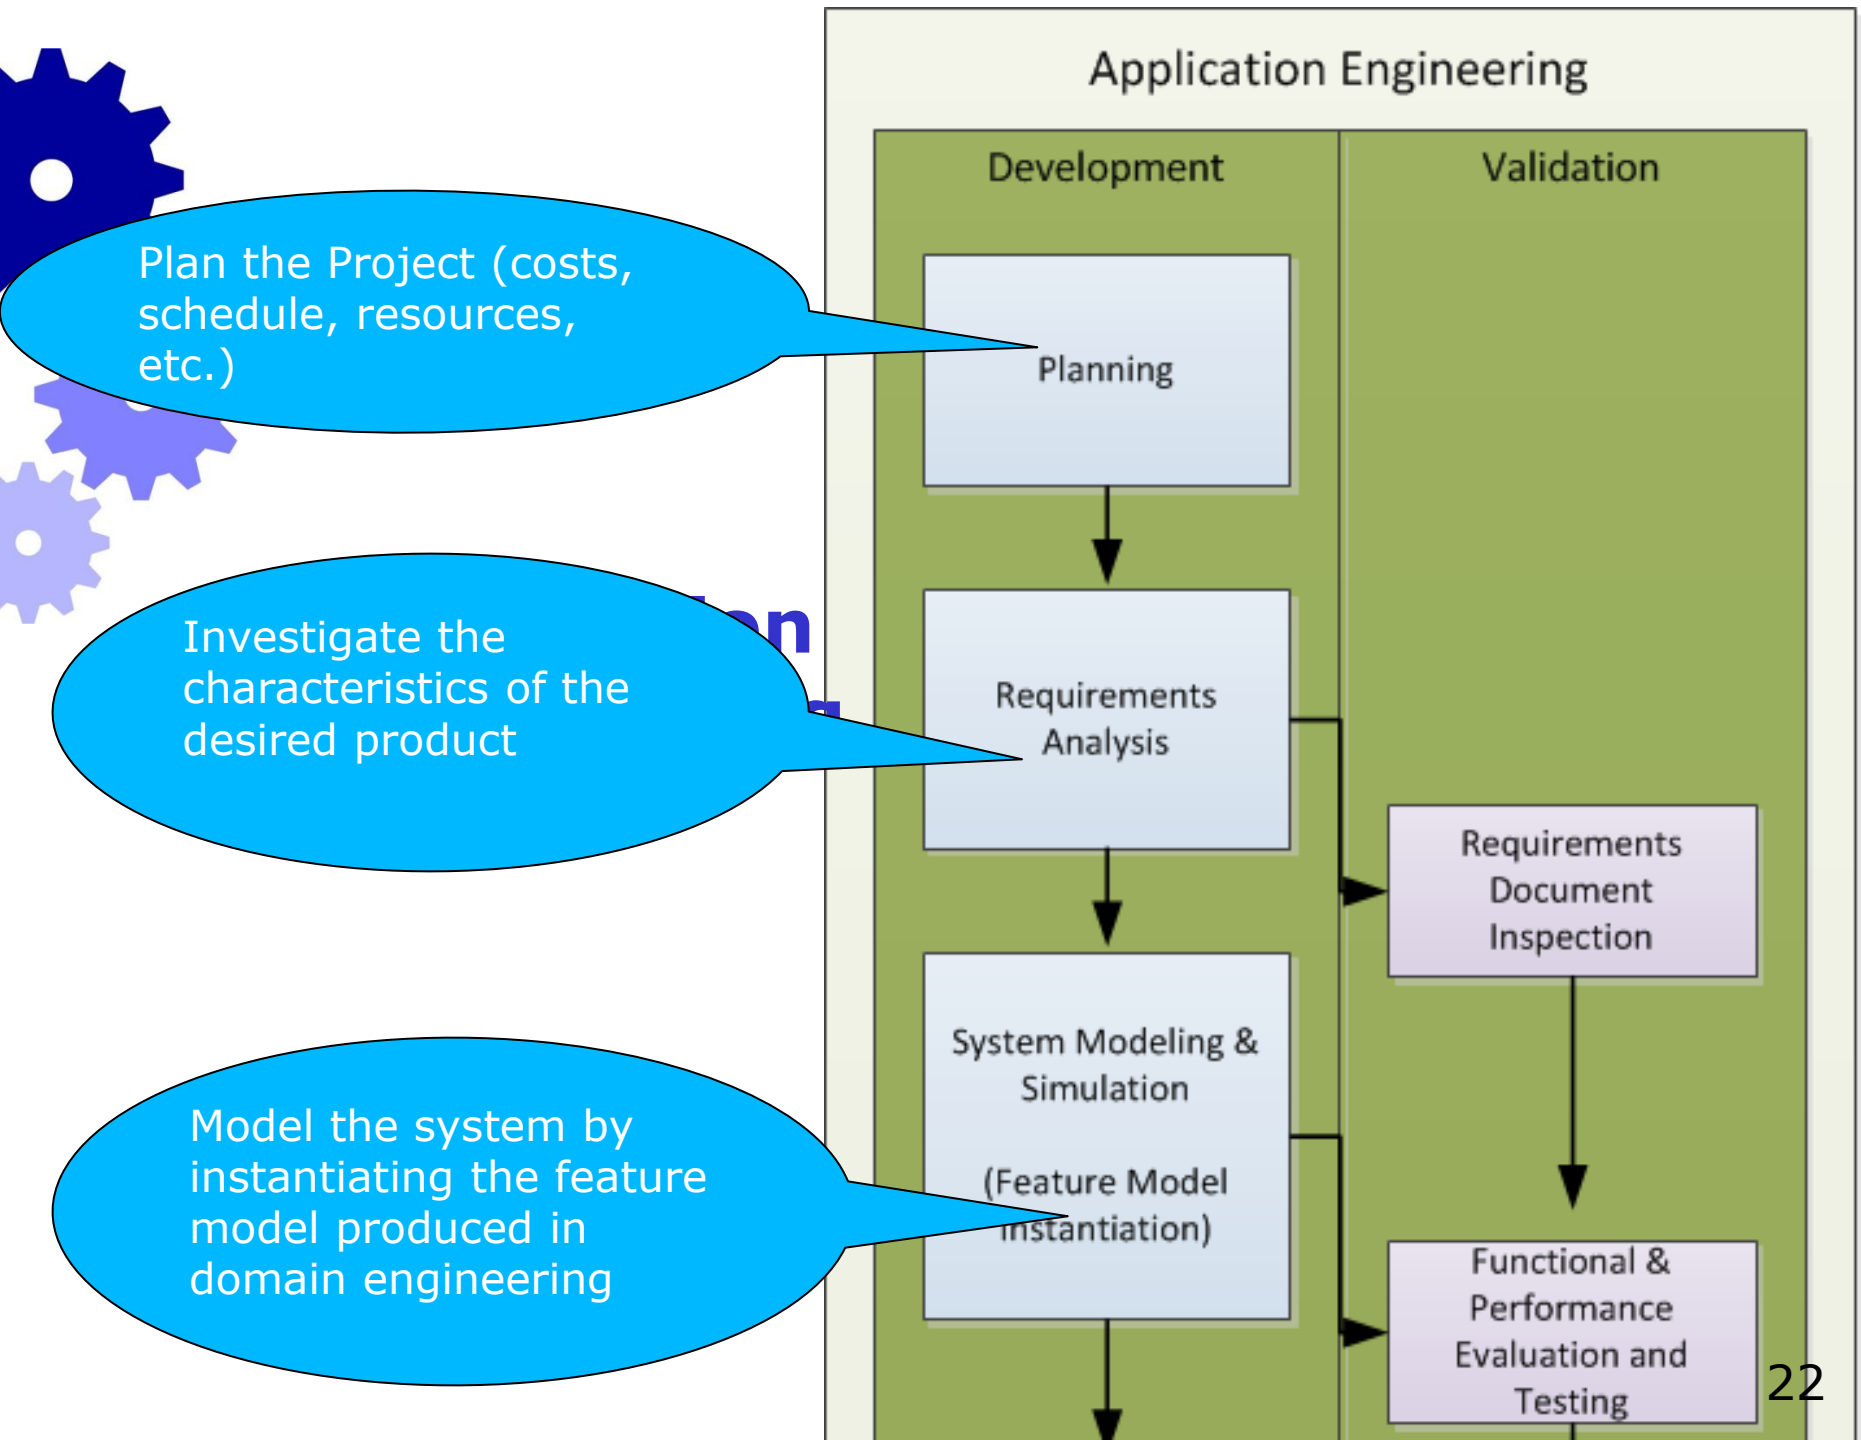 Application Engineering
Development
Validation
Plan the Project (costs,
schedule, resources,
etc.)
Planning
Investigate the
characteristics of the
desired product
Requirements
Analysis
Requirements
Document
Inspection
Model the system by
instantiating the feature
model produced in
domain engineering
System Modeling &
Simulation
(Feature Model
Instantiation)
Functional &
Performance
Evaluation and
Testing
22